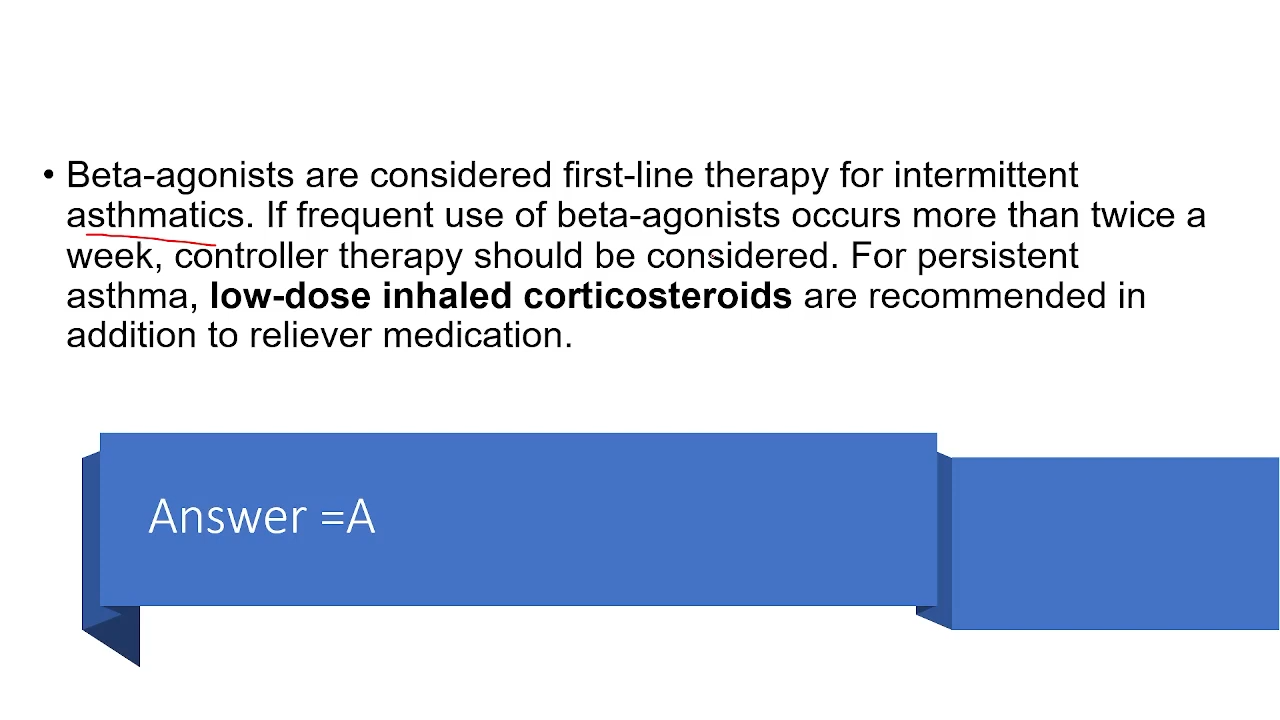 • Beta-agonists are considered first-line therapy for intermittent
asthmatics. If frequent use of beta-agonists occurs more than twice a
week, controller therapy should be considered. For persistent
asthma, low-dose inhaled corticosteroids are recommended in
addition to reliever medication.
Answer =A